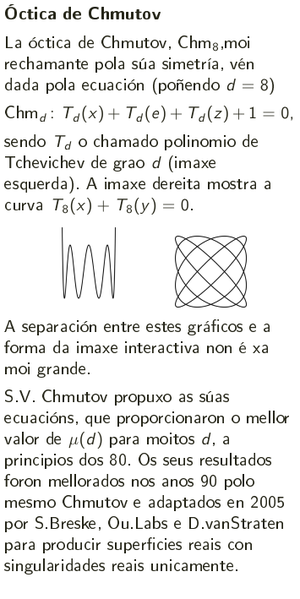 Óctica de Chmutov
La óctica de Chmutov, Chm₈,moi
rechamante pola súa simetría, vén
dada pola ecuación (poñendo d = 8)
Chm_d: T_d(x) + T_d(e) + T_d(z) + 1 = 0,
sendo T_d o chamado polinomio de
Tchevichev de grao d (imaxe
esquerda). A imaxe dereita mostra a
curva T₈(x) + T₈(y) = 0.
A separación entre estes gráficos e a
forma da imaxe interactiva non é xa
moi grande.
S.V. Chmutov propuxo as súas
ecuacións, que proporcionaron o mellor
valor de μ(d) para moitos d, a
principios dos 80. Os seus resultados
foron mellorados nos anos 90 polo
mesmo Chmutov e adaptados en 2005
por S.Breske, Ou.Labs e D.vanStraten
para producir superficies reais con
singularidades reais unicamente.